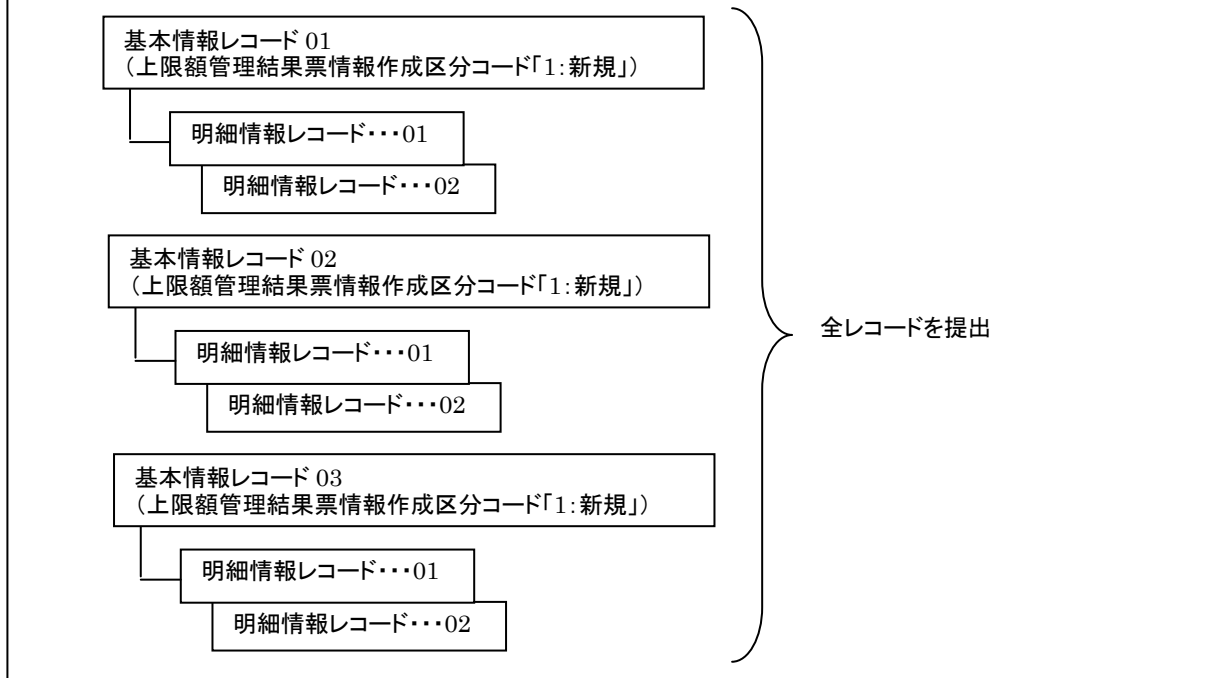 基本情報レコード 01
（上限額管理結果票情報作成区分コード「1：新規」）
明細情報レコード・・・01
明細情報レコード・・・02
基本情報レコード 02
（上限額管理結果票情報作成区分コード「1：新規」）
全レコードを提出
明細情報レコード・・・01
明細情報レコード・・・02
基本情報レコード 03
（上限額管理結果票情報作成区分コード「1：新規」）
明細情報レコード・・・01
明細情報レコード・・・02